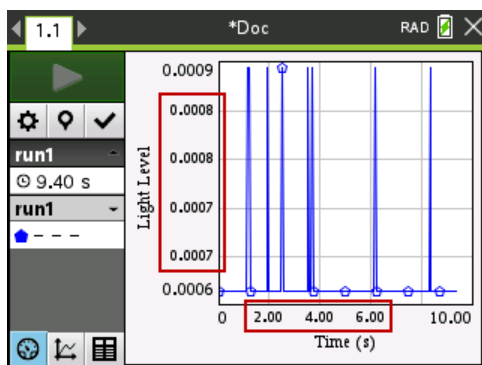 1.1 *Doc RAD
0.0009
0.0008
0.0008
0.0007
0.0007
0.0006
Light Level
run1
9.40 s
run1
0 2.00 4.00 6.00 10.00
Time (s)